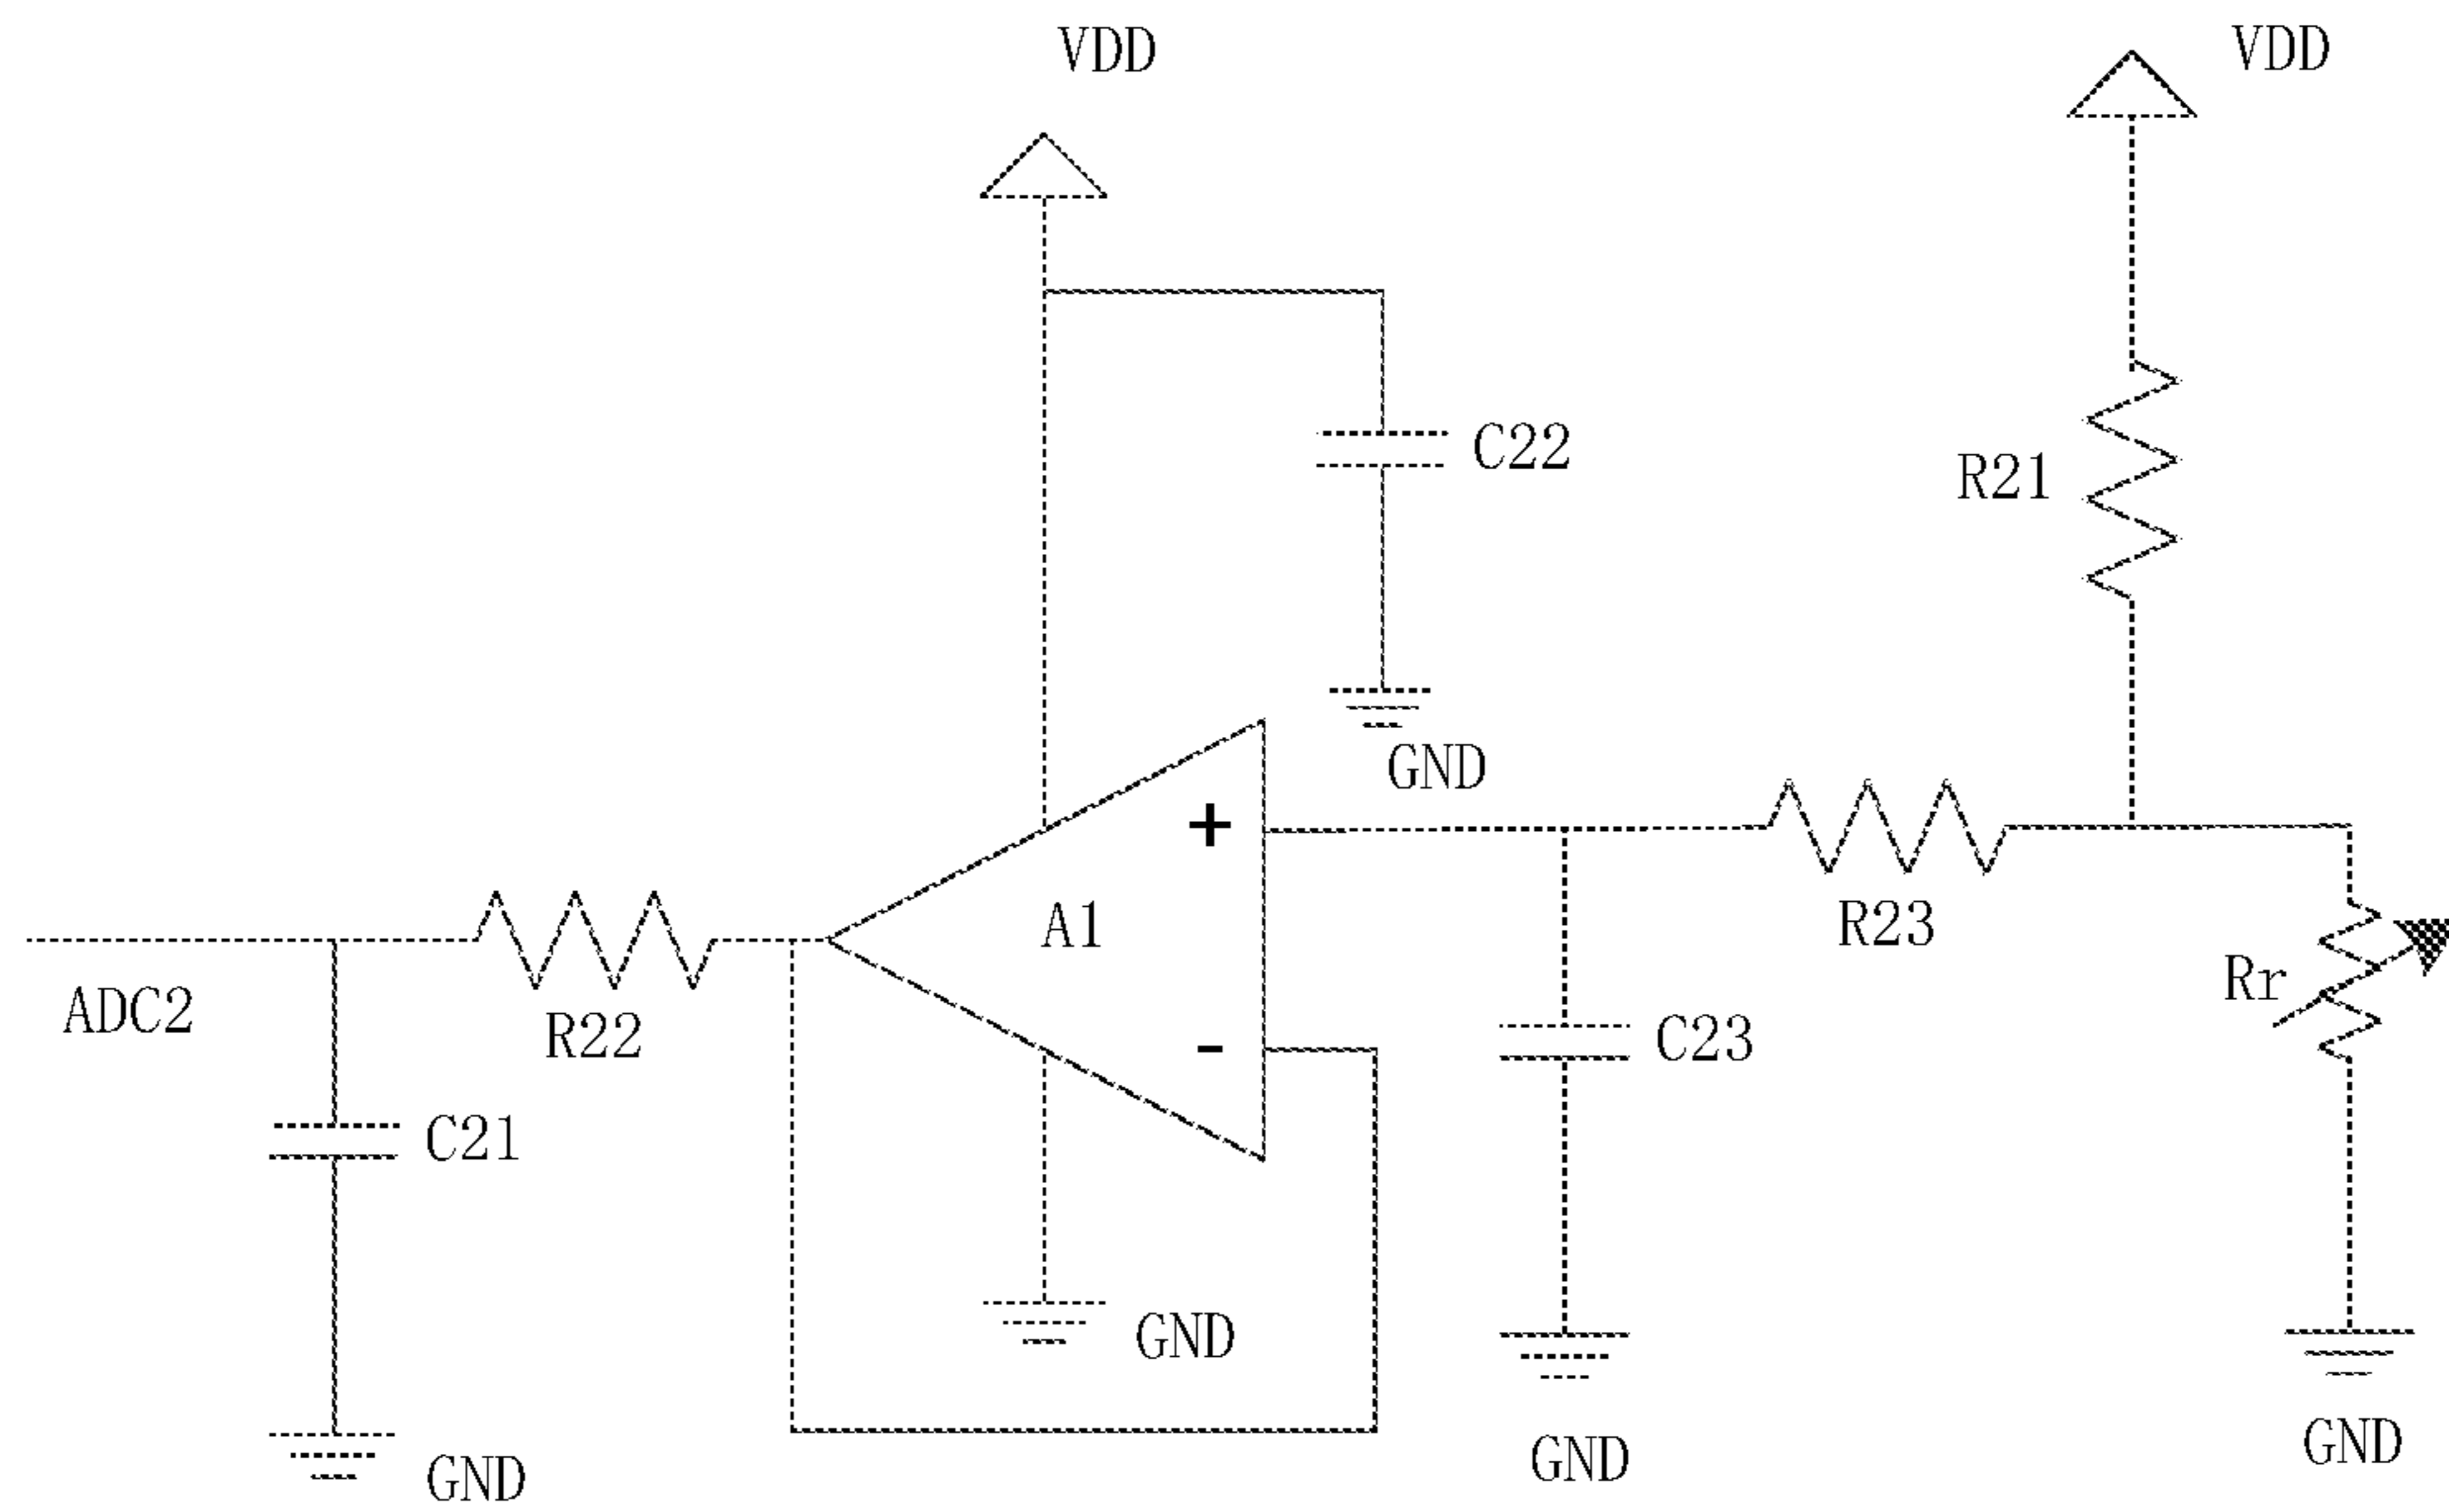 VDD
VDD
C22
R21
GND
+
A1
R23
Rr
ADC2
R22
-
C23
C21
GND
GND
GND
GND